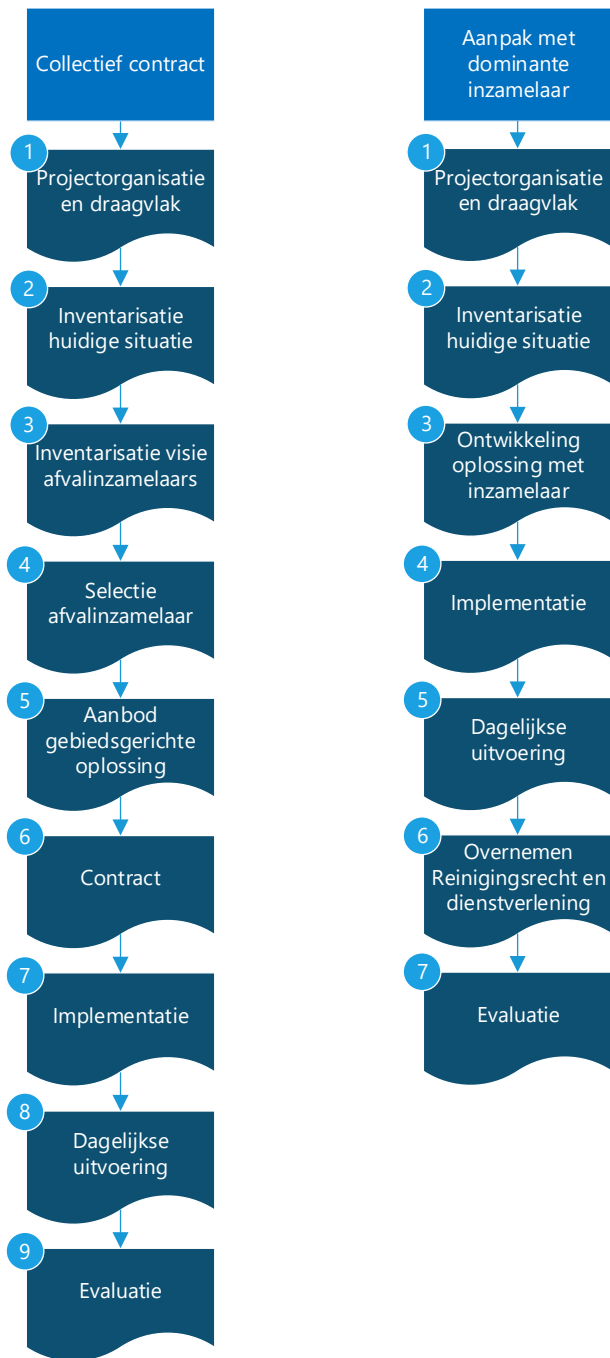 Collectief contract
1
Projectorganisatie
en draagvlak
2
Inventarisatie
huidige situatie
3
Inventarisatie visie
afvalinzamelaars
4
Selectie
afvalinzamelaar
5
Aanbod
gebiedsgerichte
oplossing
6
Contract
7
Implementatie
8
Dagelijkse
uitvoering
9
Evaluatie
Aanpak met
dominante
inzamelaar
1
Projectorganisatie
en draagvlak
2
Inventarisatie
huidige situatie
3
Ontwikkeling
oplossing met
inzamelaar
4
Implementatie
5
Dagelijkse
uitvoering
6
Overnemen
Reinigingsrecht en
dienstverlening
7
Evaluatie